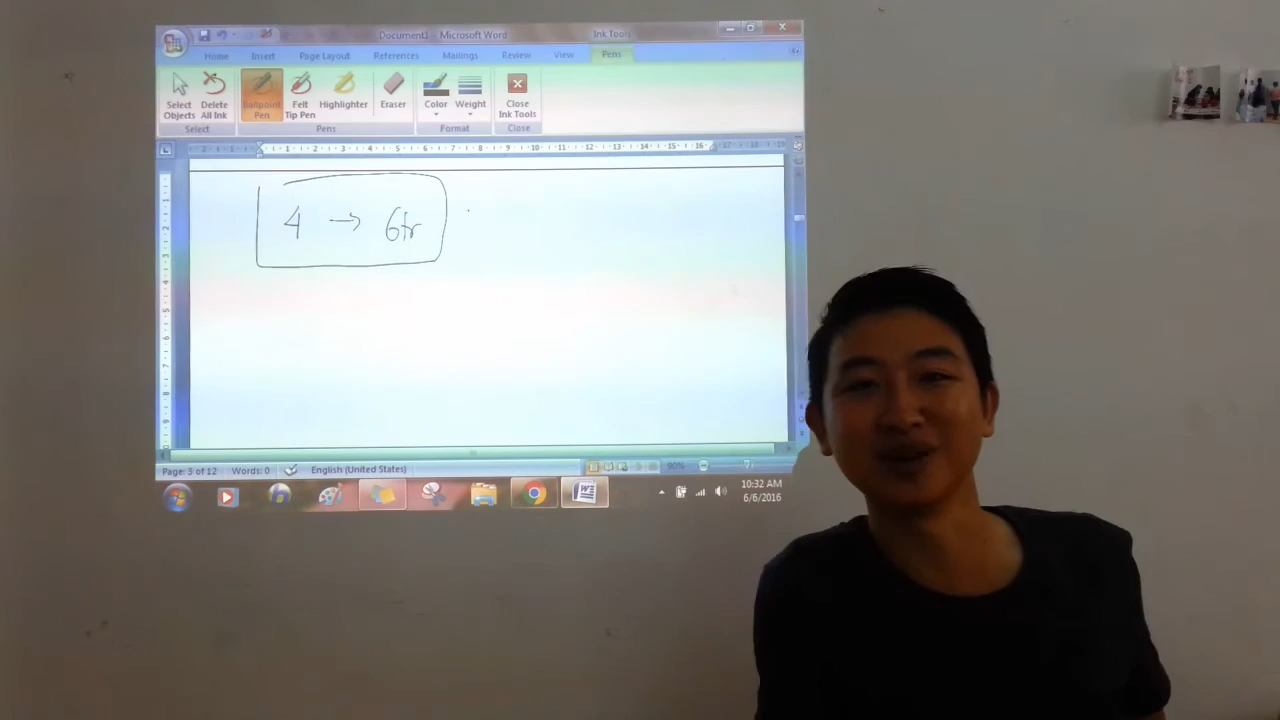 Document1 - Microsoft Word
Ink Tools
Home Insert Page Layout References Mailings Review View Pens
Select Objects
Delete All Ink
Ballpoint Pen
Felt Tip Pen
Highlighter
Eraser
Color
Weight
Close Ink Tools
Select
Pens
Format
Close
4 → 6tr
Page: 5 of 12 Words: 0 English (United States) 90%
10:32 AM
6/6/2016